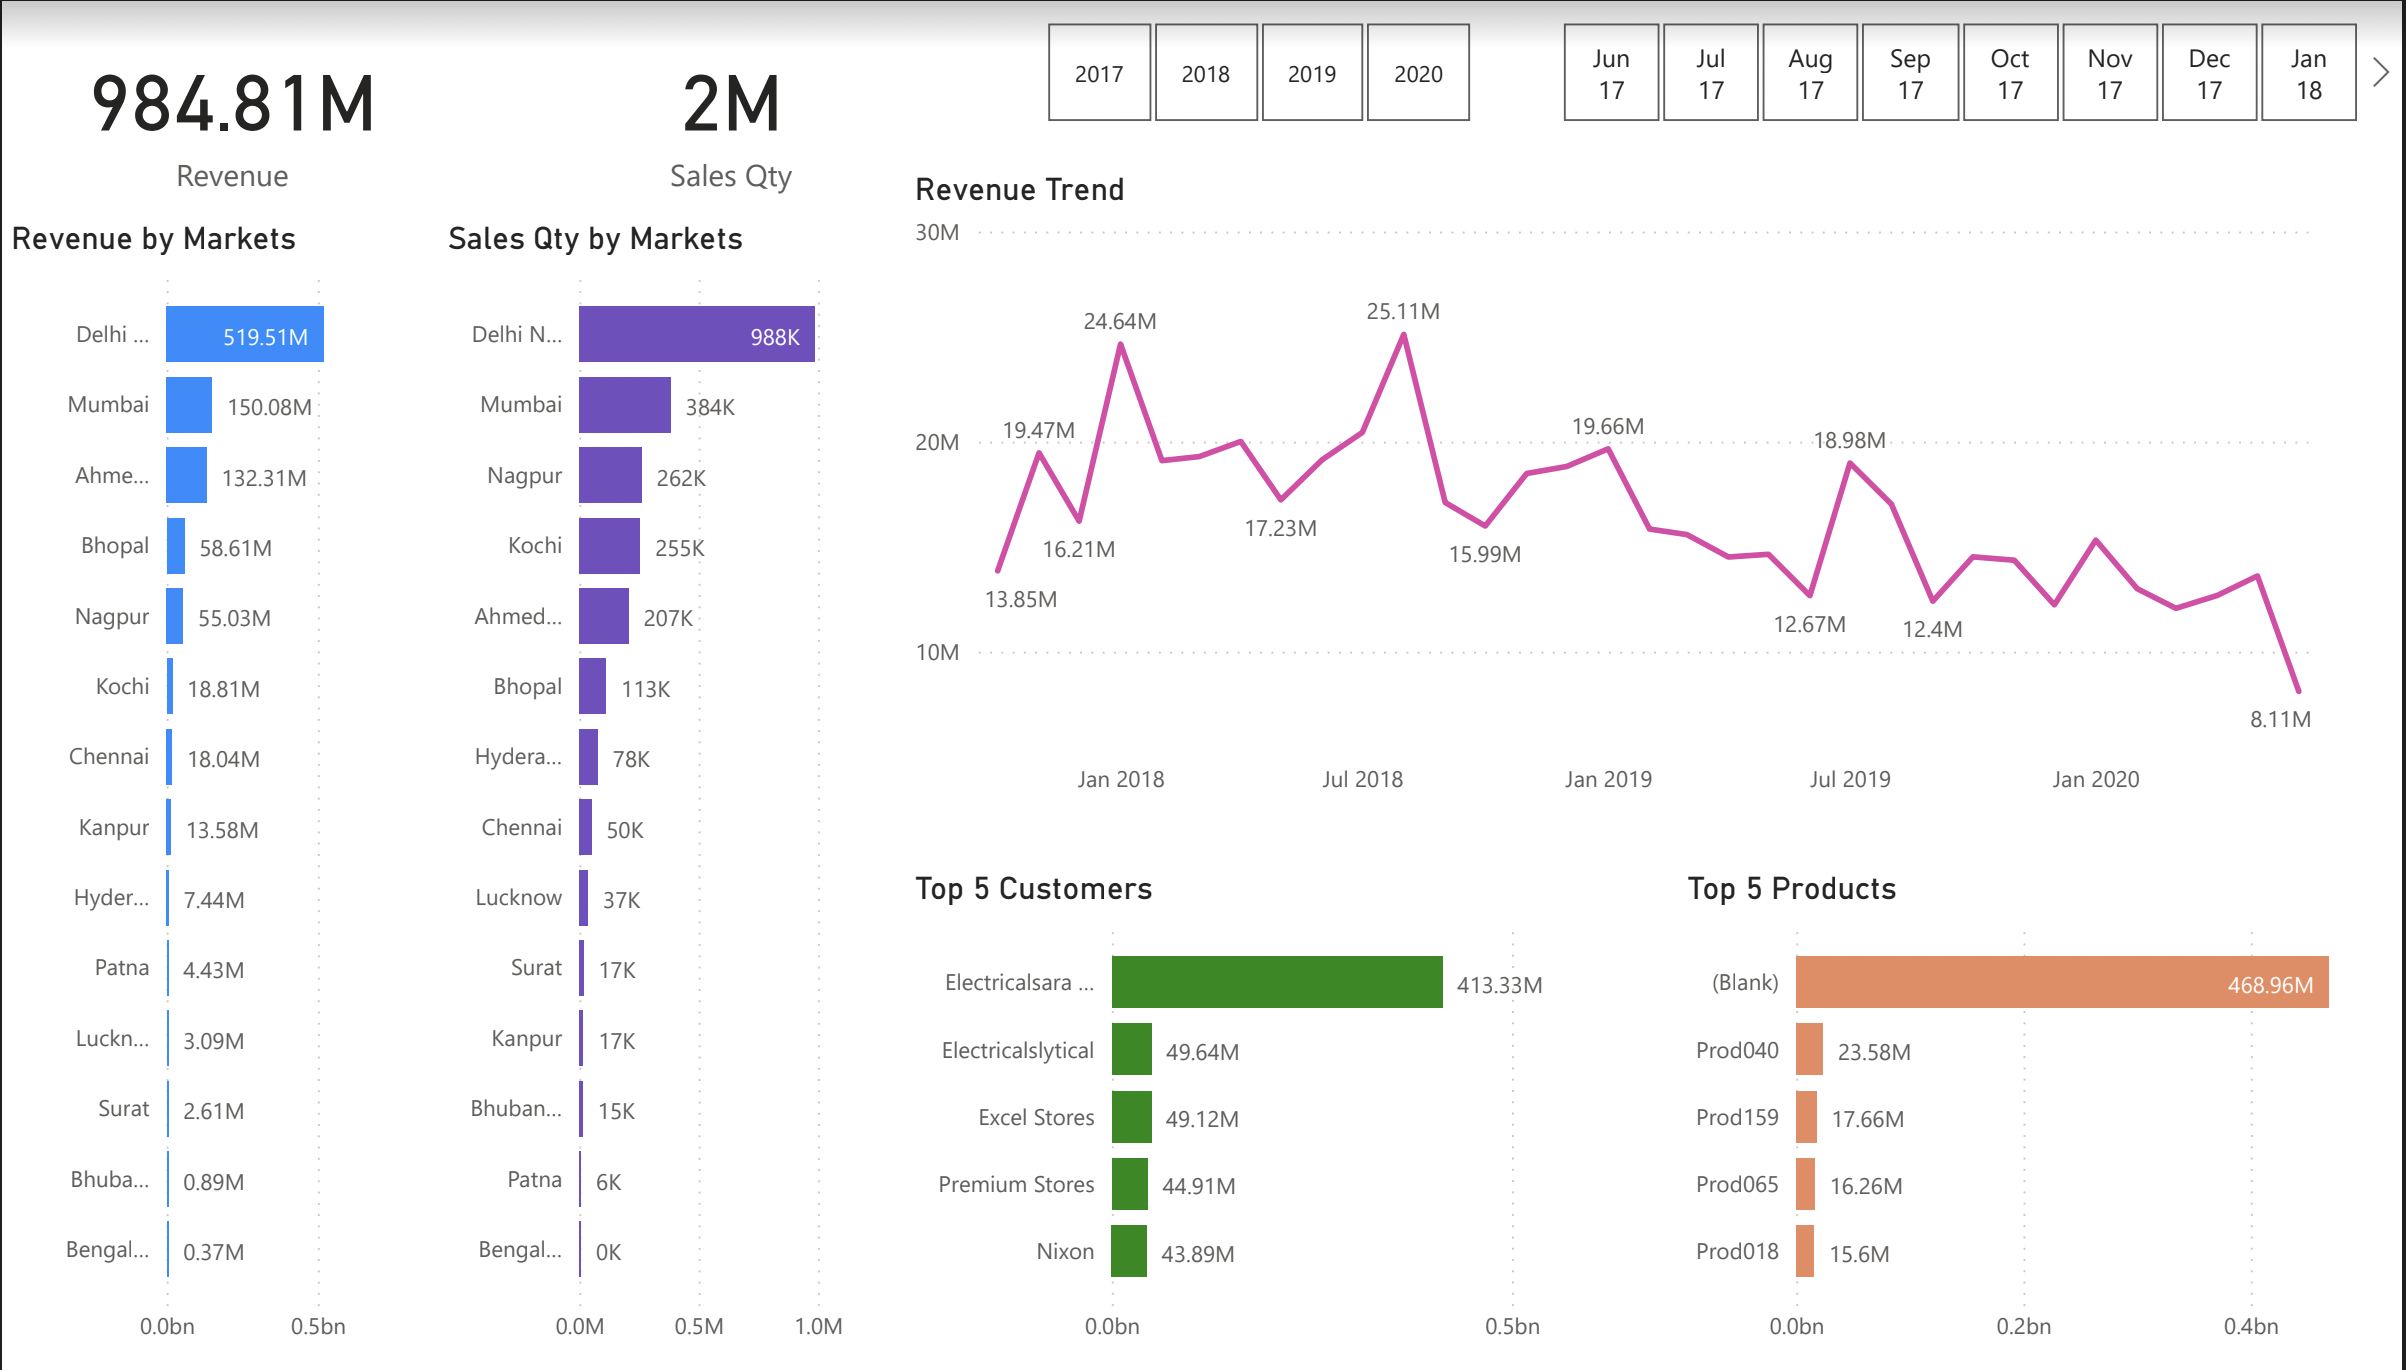 984.81M
Revenue
2M
Sales Qty
2017
2018
2019
2020
Jun
17
Jul
17
Aug
17
Sep
17
Oct
17
Nov
17
Dec
17
Jan
18
Revenue by Markets
Delhi ...
519.51M
Mumbai
150.08M
Ahme...
132.31M
Bhopal
58.61M
Nagpur
55.03M
Kochi
18.81M
Chennai
18.04M
Kanpur
13.58M
Hyder...
7.44M
Patna
4.43M
Luckn...
3.09M
Surat
2.61M
Bhuba...
0.89M
Bengal...
0.37M
0.0bn
0.5bn
Sales Qty by Markets
Delhi N...
988K
Mumbai
384K
Nagpur
262K
Kochi
255K
Ahmed...
207K
Bhopal
113K
Hydera...
78K
Chennai
50K
Lucknow
37K
Surat
17K
Kanpur
17K
Bhuban...
15K
Patna
6K
Bengal...
0K
0.0M
0.5M
1.0M
Revenue Trend
30M
20M
10M
13.85M
19.47M
16.21M
24.64M
17.23M
25.11M
15.99M
19.66M
12.67M
18.98M
12.4M
8.11M
Jan 2018
Jul 2018
Jan 2019
Jul 2019
Jan 2020
Top 5 Customers
Electricalsara ...
413.33M
Electricalslytical
49.64M
Excel Stores
49.12M
Premium Stores
44.91M
Nixon
43.89M
0.0bn
0.5bn
Top 5 Products
(Blank)
468.96M
Prod040
23.58M
Prod159
17.66M
Prod065
16.26M
Prod018
15.6M
0.0bn
0.2bn
0.4bn